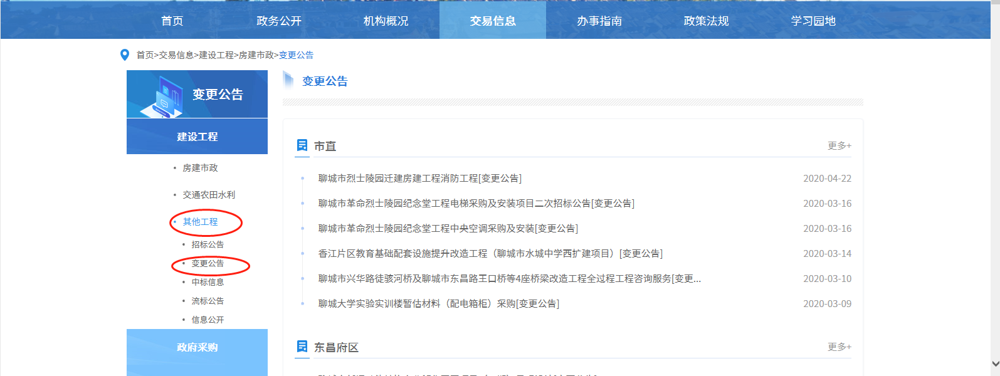 首页 政务公开 机构概况 交易信息 办事指南 政策法规 学习园地
首页>交易信息>建设工程>房建市政>变更公告
变更公告
建设工程
房建市政
交通农田水利
其他工程
招标公告
变更公告
中标信息
流标公告
信息公开
政府采购
变更公告
市直 更多+
聊城市烈士陵园迁建房建工程消防工程[变更公告] 2020-04-22
聊城市革命烈士陵园纪念堂工程电梯采购及安装项目二次招标公告[变更公告] 2020-03-16
聊城市革命烈士陵园纪念堂工程中央空调采购及安装[变更公告] 2020-03-16
香江片区教育基础配套设施提升改造工程（聊城市水城中学西扩建项目）[变更公告] 2020-03-14
聊城市兴华路徒骇河桥及聊城市东昌路王口桥等4座桥梁改造工程全过程工程咨询服务[变更... 2020-03-10
聊城大学实验实训楼暂估材料（配电箱柜）采购[变更公告] 2020-03-09
东昌府区 更多+